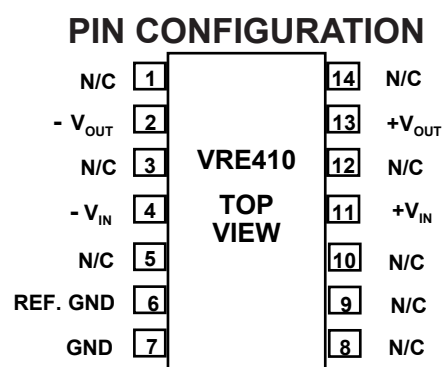 PIN CONFIGURATION
N/C 1 14 N/C
- VOUT 2 13 +VOUT
N/C 3 VRE410 12 N/C
- VIN 4 TOP 11 +VIN
VIEW
N/C 5 10 N/C
REF. GND 6 9 N/C
GND 7 8 N/C